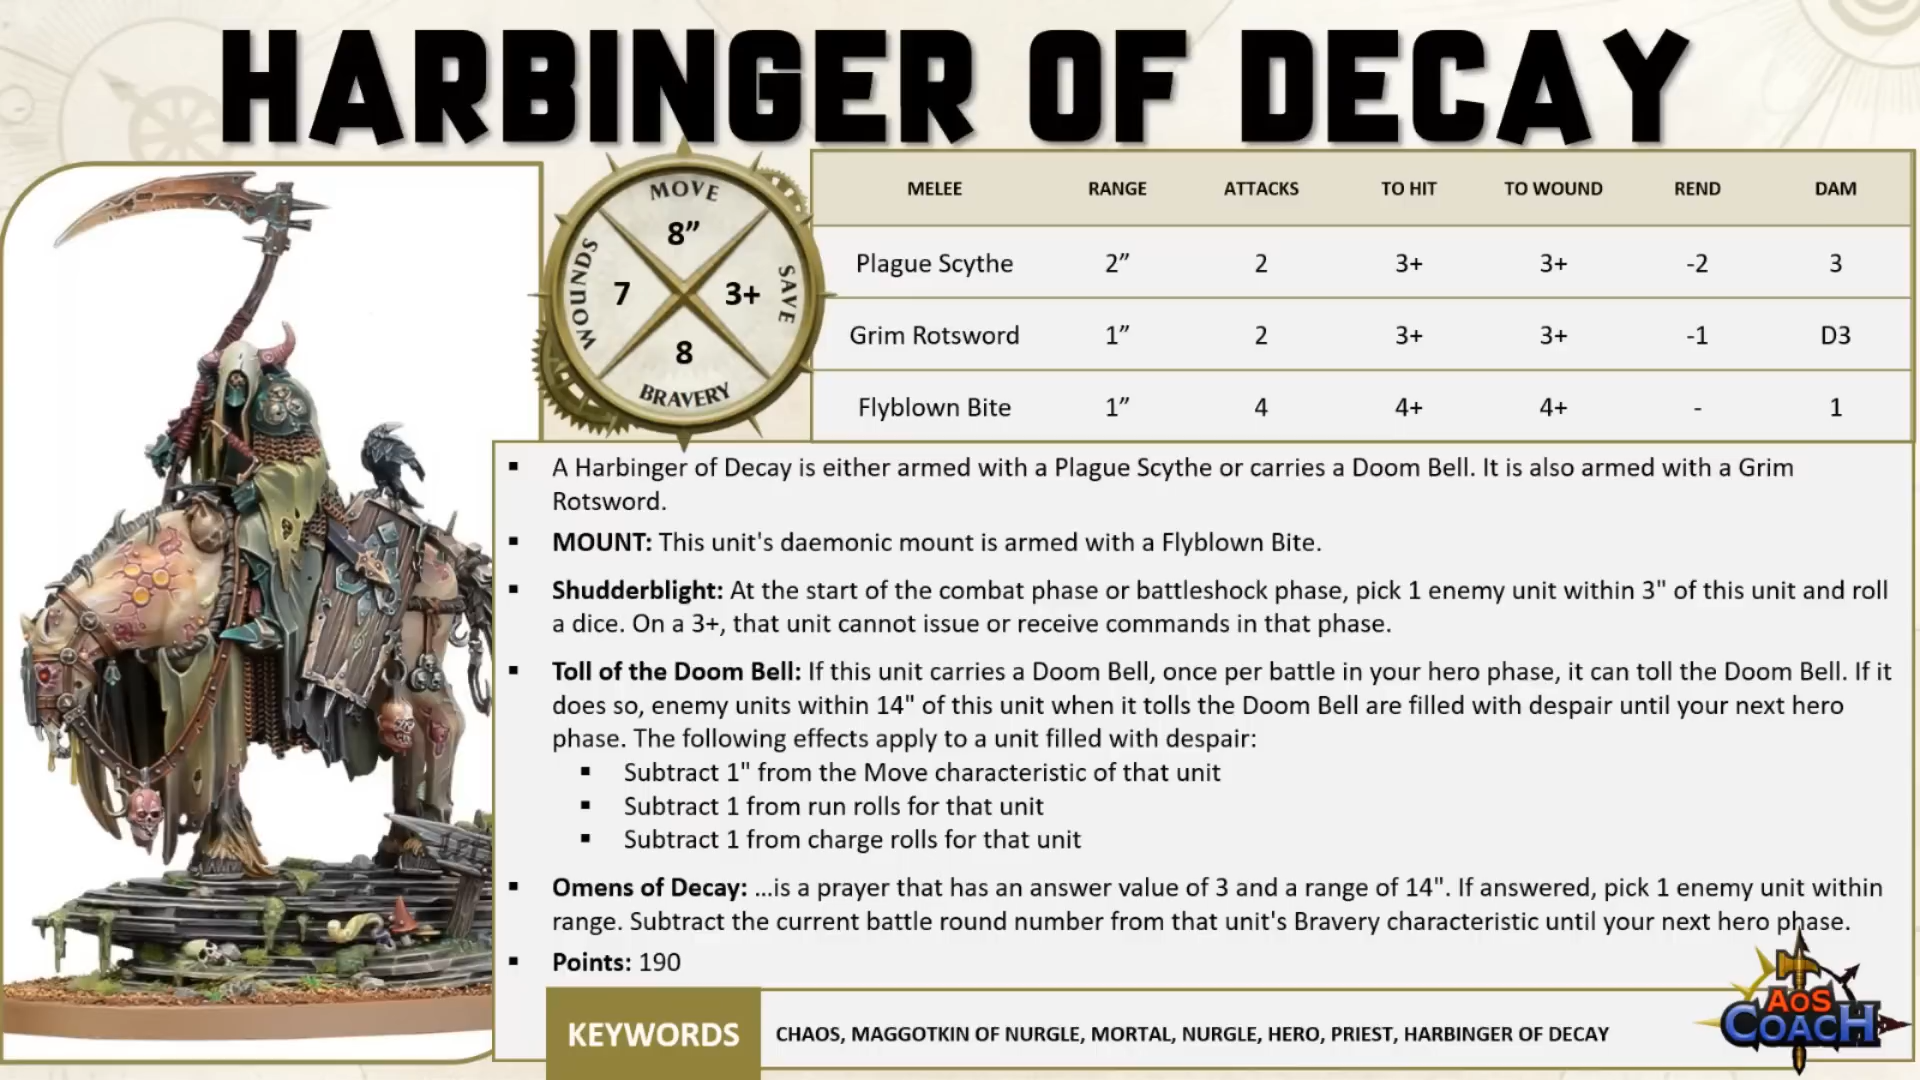 HARBINGER OF DECAY
MOVE
8”
WOUNDS
7
3+
SAVE
8
BRAVERY
MELEE RANGE ATTACKS TO HIT TO WOUND REND DAM
Plague Scythe 2” 2 3+ 3+ -2 3
Grim Rotsword 1” 2 3+ 3+ -1 D3
Flyblown Bite 1” 4 4+ 4+ - 1
▪ A Harbinger of Decay is either armed with a Plague Scythe or carries a Doom Bell. It is also armed with a Grim
Rotsword.
▪ MOUNT: This unit's daemonic mount is armed with a Flyblown Bite.
▪ Shudderblight: At the start of the combat phase or battleshock phase, pick 1 enemy unit within 3" of this unit and roll
a dice. On a 3+, that unit cannot issue or receive commands in that phase.
▪ Toll of the Doom Bell: If this unit carries a Doom Bell, once per battle in your hero phase, it can toll the Doom Bell. If it
does so, enemy units within 14" of this unit when it tolls the Doom Bell are filled with despair until your next hero
phase. The following effects apply to a unit filled with despair:
▪ Subtract 1" from the Move characteristic of that unit
▪ Subtract 1 from run rolls for that unit
▪ Subtract 1 from charge rolls for that unit
▪ Omens of Decay: ...is a prayer that has an answer value of 3 and a range of 14". If answered, pick 1 enemy unit within
range. Subtract the current battle round number from that unit's Bravery characteristic until your next hero phase.
▪ Points: 190
KEYWORDS CHAOS, MAGGOTKIN OF NURGLE, MORTAL, NURGLE, HERO, PRIEST, HARBINGER OF DECAY
AoS
COACH